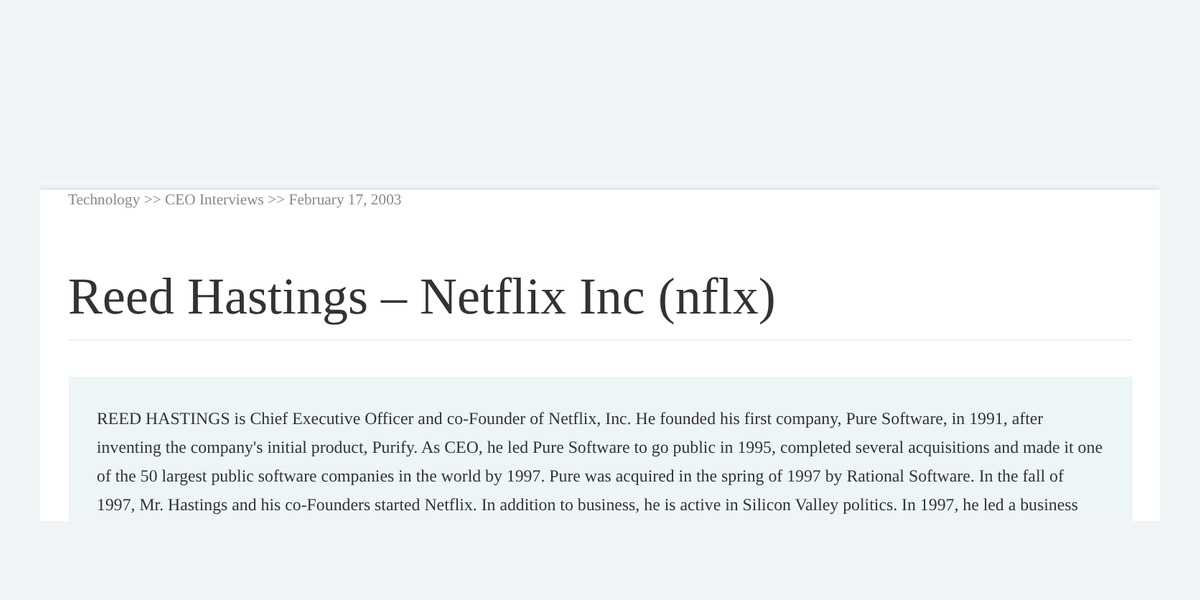 Technology >> CEO Interviews >> February 17, 2003
Reed Hastings – Netflix Inc (nflx)
REED HASTINGS is Chief Executive Officer and co-Founder of Netflix, Inc. He founded his first company, Pure Software, in 1991, after
inventing the company's initial product, Purify. As CEO, he led Pure Software to go public in 1995, completed several acquisitions and made it one
of the 50 largest public software companies in the world by 1997. Pure was acquired in the spring of 1997 by Rational Software. In the fall of
1997, Mr. Hastings and his co-Founders started Netflix. In addition to business, he is active in Silicon Valley politics. In 1997, he led a business